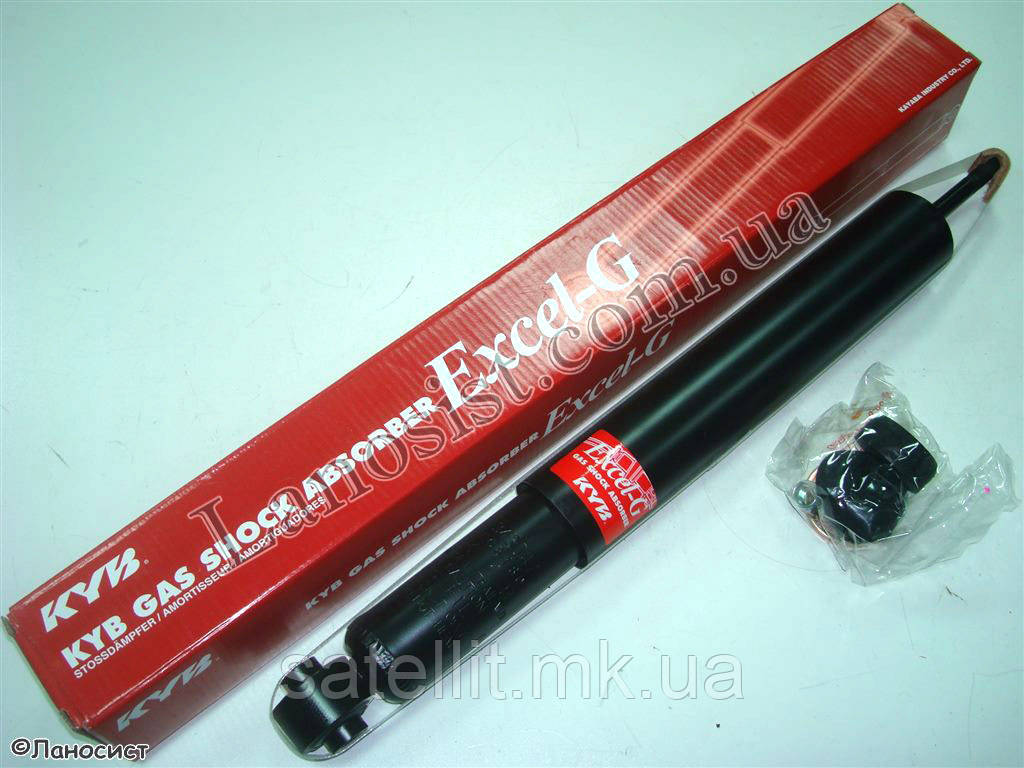 KAYABA INDUSTRY CO., LTD.
KYB
KYB GAS SHOCK ABSORBER Excel-G
STOSSDÄMPFER / AMORTISSEUR / AMORTIGUADORES
KYB
KYB GAS SHOCK ABSORBER Excel-G
Excel-G
GAS SHOCK ABSORBER
KYB
Lanosist.com.ua
satellit.mk.ua
©Ланосист